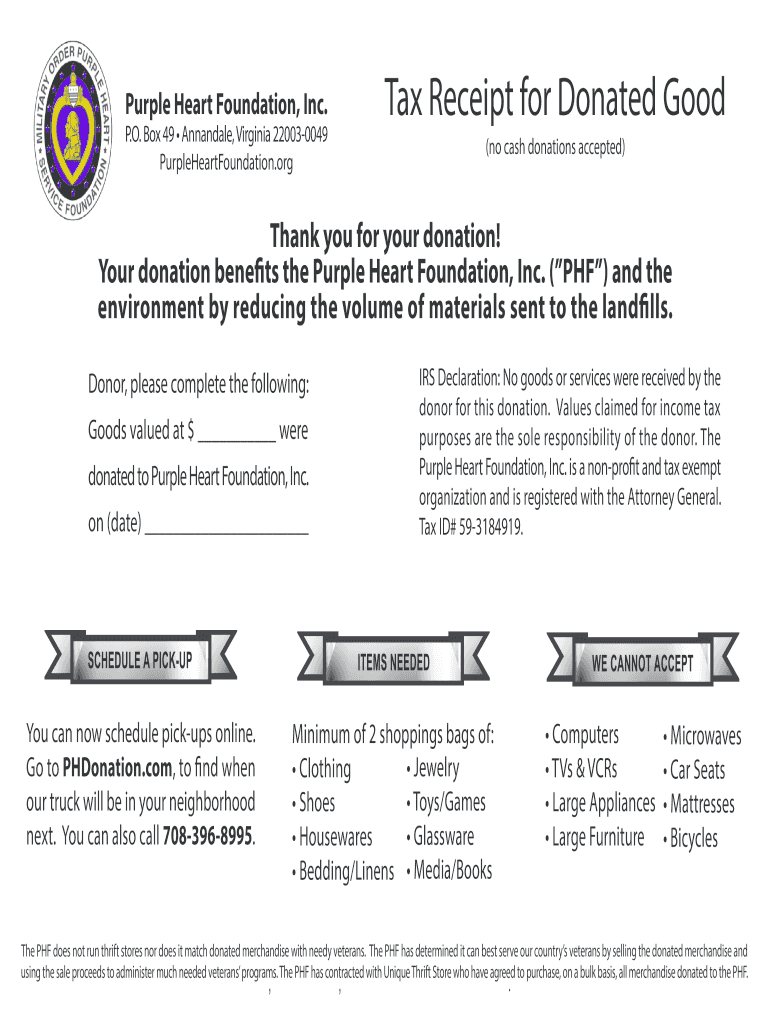 MILITARY ORDER PURPLE HEART
SERVICE FOUNDATION
Purple Heart Foundation, Inc.
P.O. Box 49 • Annandale, Virginia 22003-0049
PurpleHeartFoundation.org
Tax Receipt for Donated Good
(no cash donations accepted)
Thank you for your donation!
Your donation benefits the Purple Heart Foundation, Inc. ("PHF") and the
environment by reducing the volume of materials sent to the landfills.
Donor, please complete the following:
Goods valued at $ ___________ were
donated to Purple Heart Foundation, Inc.
on (date) _______________________
IRS Declaration: No goods or services were received by the
donor for this donation. Values claimed for income tax
purposes are the sole responsibility of the donor. The
Purple Heart Foundation, Inc. is a non-profit and tax exempt
organization and is registered with the Attorney General.
Tax ID# 59-3184919.
SCHEDULE A PICK-UP
You can now schedule pick-ups online.
Go to PHDonation.com, to find when
our truck will be in your neighborhood
next. You can also call 708-396-8995.
ITEMS NEEDED
Minimum of 2 shoppings bags of:
• Clothing • Jewelry
• Shoes • Toys/Games
• Housewares • Glassware
• Bedding/Linens • Media/Books
WE CANNOT ACCEPT
• Computers • Microwaves
• TVs & VCRs • Car Seats
• Large Appliances • Mattresses
• Large Furniture • Bicycles
The PHF does not run thrift stores nor does it match donated merchandise with needy veterans. The PHF has determined it can best serve our country's veterans by selling the donated merchandise and
using the sale proceeds to administer much needed veterans' programs. The PHF has contracted with Unique Thrift Store who have agreed to purchase, on a bulk basis, all merchandise donated to the PHF.